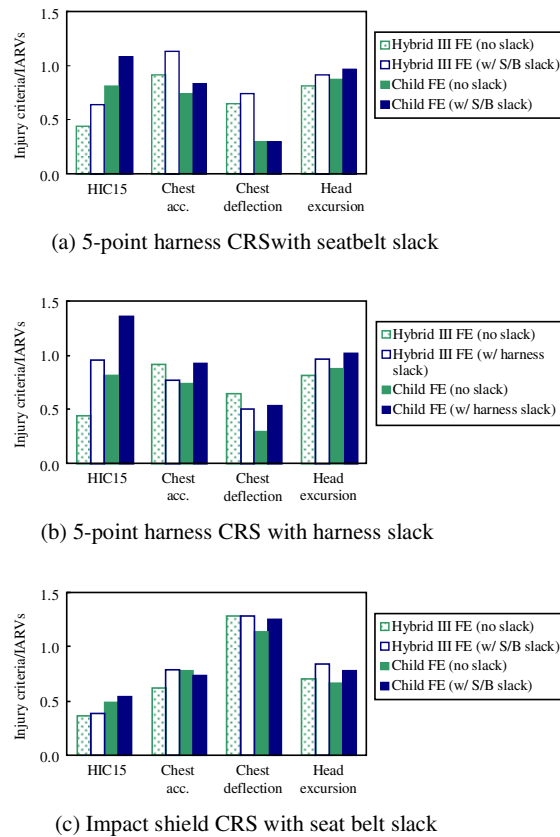 Injury criteria/IARVs
1.5
1.0
0.5
0.0
HIC15
Chest
acc.
Chest
deflection
Head
excursion
Hybrid III FE (no slack)
Hybrid III FE (w/ S/B slack)
Child FE (no slack)
Child FE (w/ S/B slack)
(a) 5-point harness CRSwith seatbelt slack
Injury criteria/IARVs
1.5
1.0
0.5
0.0
HIC15
Chest
acc.
Chest
deflection
Head
excursion
Hybrid III FE (no slack)
Hybrid III FE (w/ harness
slack)
Child FE (no slack)
Child FE (w/ harness slack)
(b) 5-point harness CRS with harness slack
Injury criteria/IARVs
1.5
1.0
0.5
0.0
HIC15
Chest
acc.
Chest
deflection
Head
excursion
Hybrid III FE (no slack)
Hybrid III FE (w/ S/B slack)
Child FE (no slack)
Child FE (w/ S/B slack)
(c) Impact shield CRS with seat belt slack